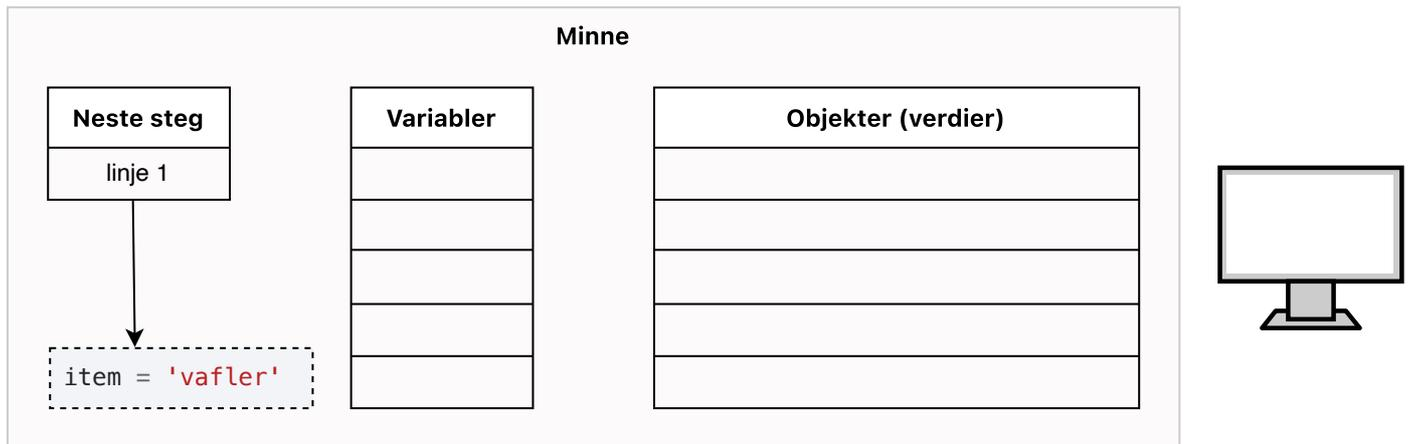 Minne
Neste steg
linje 1
item = 'vafler'
Variabler
Objekter (verdier)